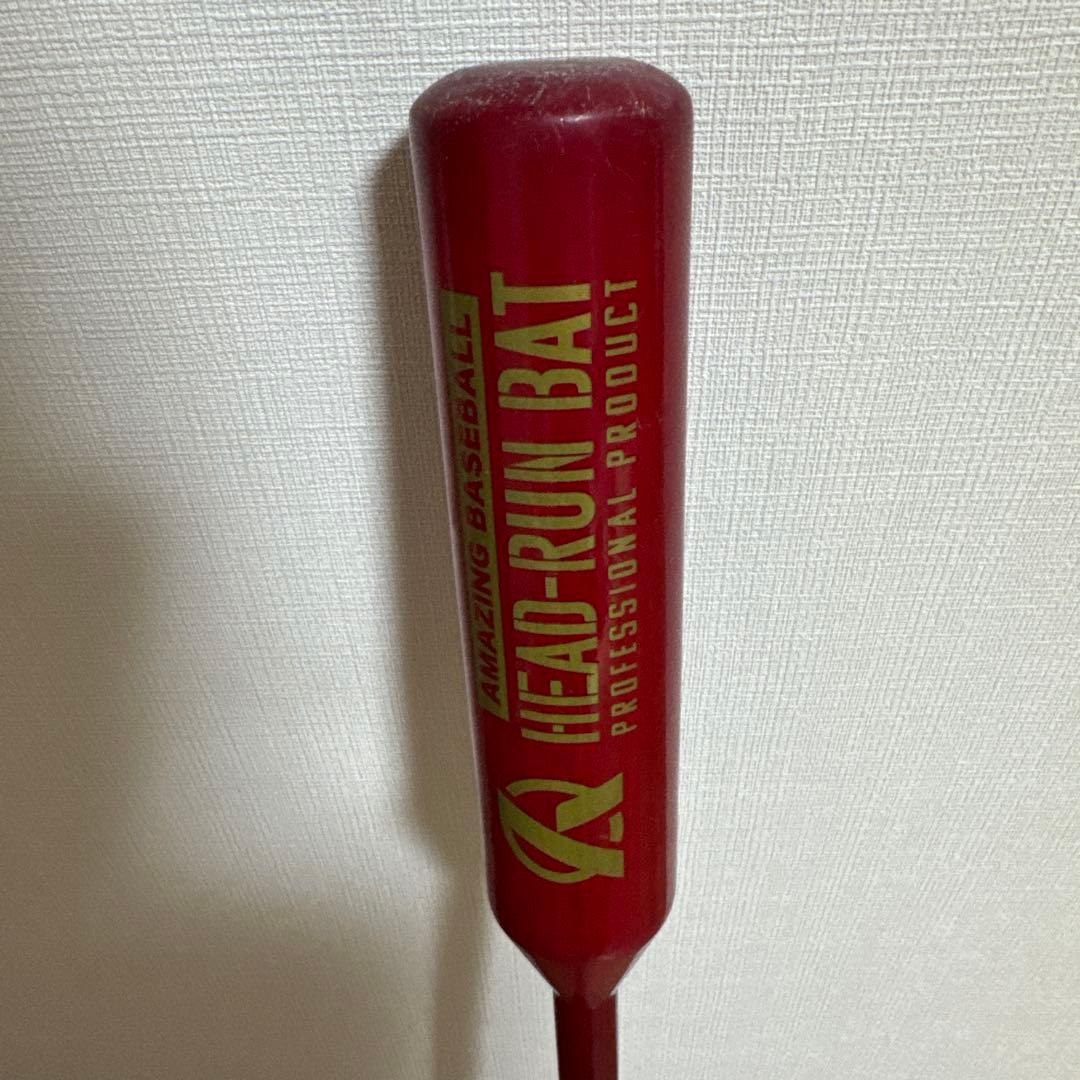 AMAZING BASEBALL
HEAD-RUN BAT
PROFESSIONAL PRODUCT